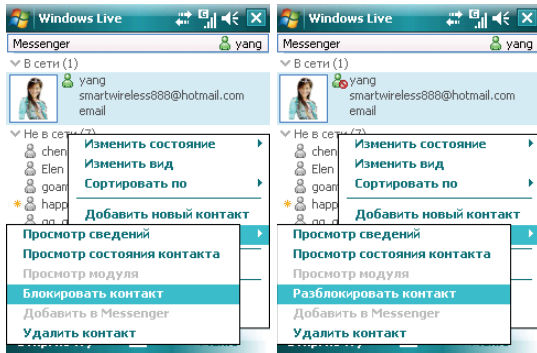 Windows Live
G
Messenger
yang
В сети (1)
yang
smartwireless888@hotmail.com
email
Не в сети (7)
chen
Elen
goam
happ
Изменить состояние
Изменить вид
Сортировать по
Добавить новый контакт
Просмотр сведений
Просмотр состояния контакта
Просмотр модуля
Блокировать контакт
Добавить в Messenger
Удалить контакт
Windows Live
G
Messenger
yang
В сети (1)
yang
smartwireless888@hotmail.com
email
Не в сети (7)
chen
Elen
goam
happ
Изменить состояние
Изменить вид
Сортировать по
Добавить новый контакт
Просмотр сведений
Просмотр состояния контакта
Просмотр модуля
Разблокировать контакт
Добавить в Messenger
Удалить контакт